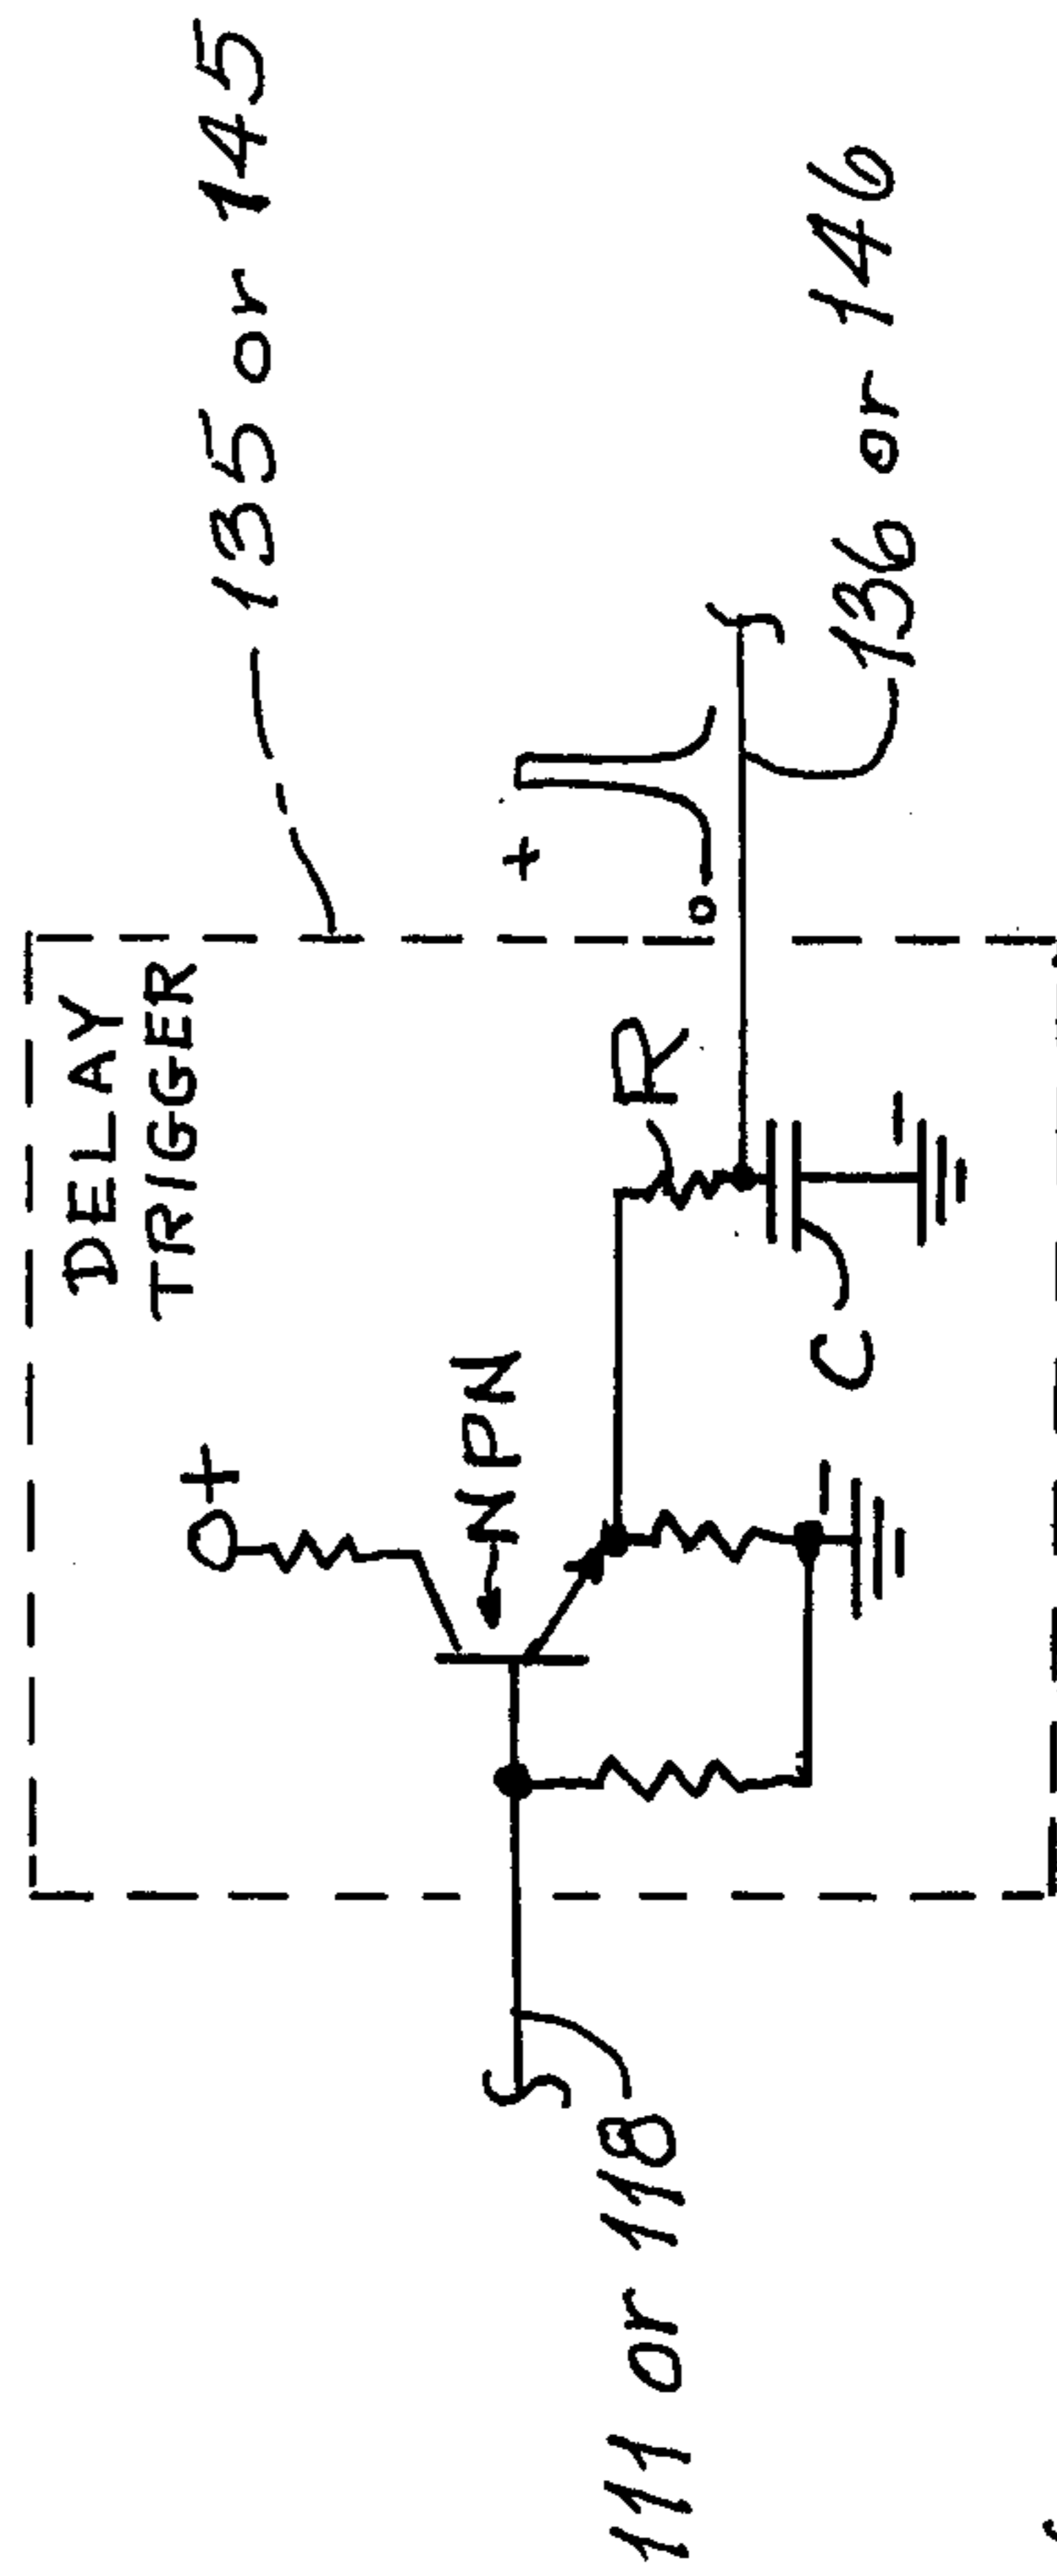 DELAY
TRIGGER
135 or 145
+
NPN
R
+
o
C
-
-
111 or 118
136 or 146